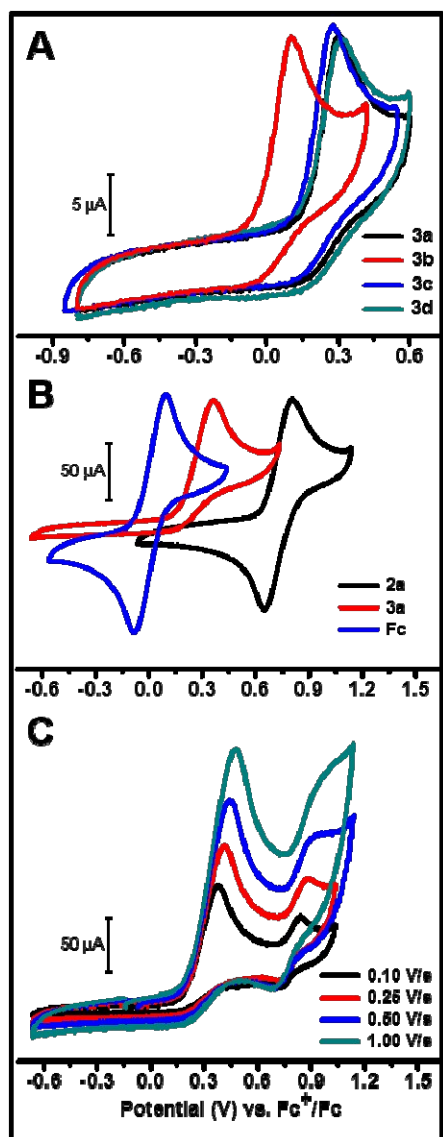 A
5 µA
3a
3b
3c
3d
-0.9 -0.6 -0.3 0.0 0.3 0.6
B
50 µA
2a
3a
Fc
-0.6 -0.3 0.0 0.3 0.6 0.9 1.2 1.5
C
50 µA
0.10 V/s
0.25 V/s
0.50 V/s
1.00 V/s
-0.6 -0.3 0.0 0.3 0.6 0.9 1.2 1.5
Potential (V) vs. Fc⁺/Fc